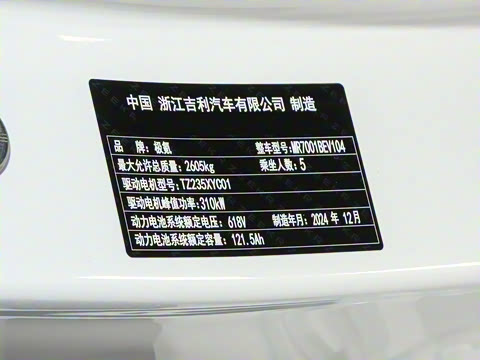 中国 浙江吉利汽车有限公司 制造
品 牌: 极氪 整车型号: MR7001BEV104
最大允许总质量: 2605kg 乘坐人数: 5
驱动电机型号: TZ235XYC01
驱动电机峰值功率: 310kW
动力电池系统额定电压: 618V 制造年月: 2024 年 12月
动力电池系统额定容量: 121.5Ah